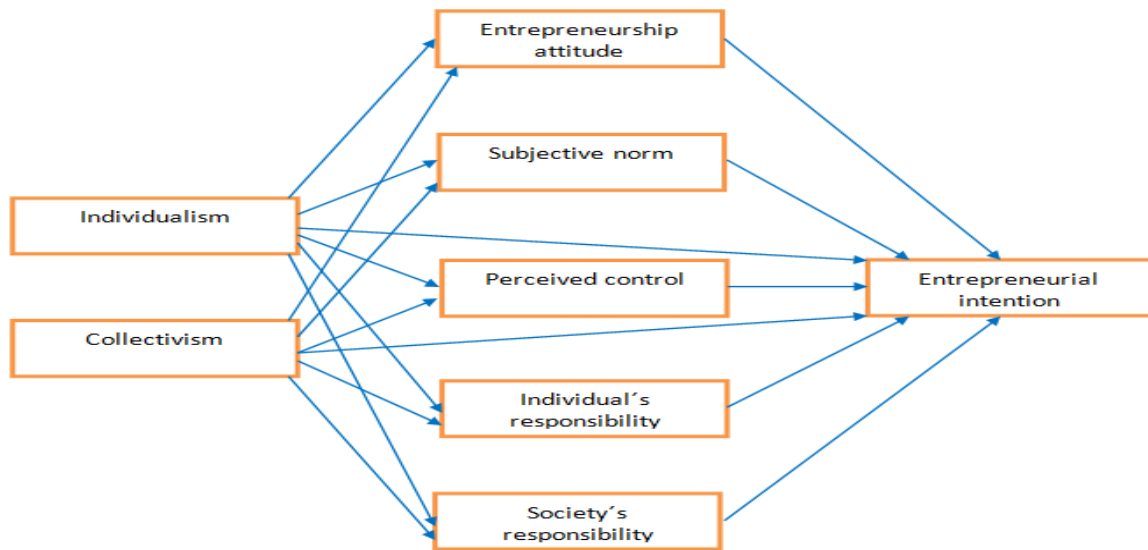 Entrepreneurship
attitude
Subjective norm
Individualism
Perceived control
Entrepreneurial
intention
Collectivism
Individual´s
responsibility
Society´s
responsibility